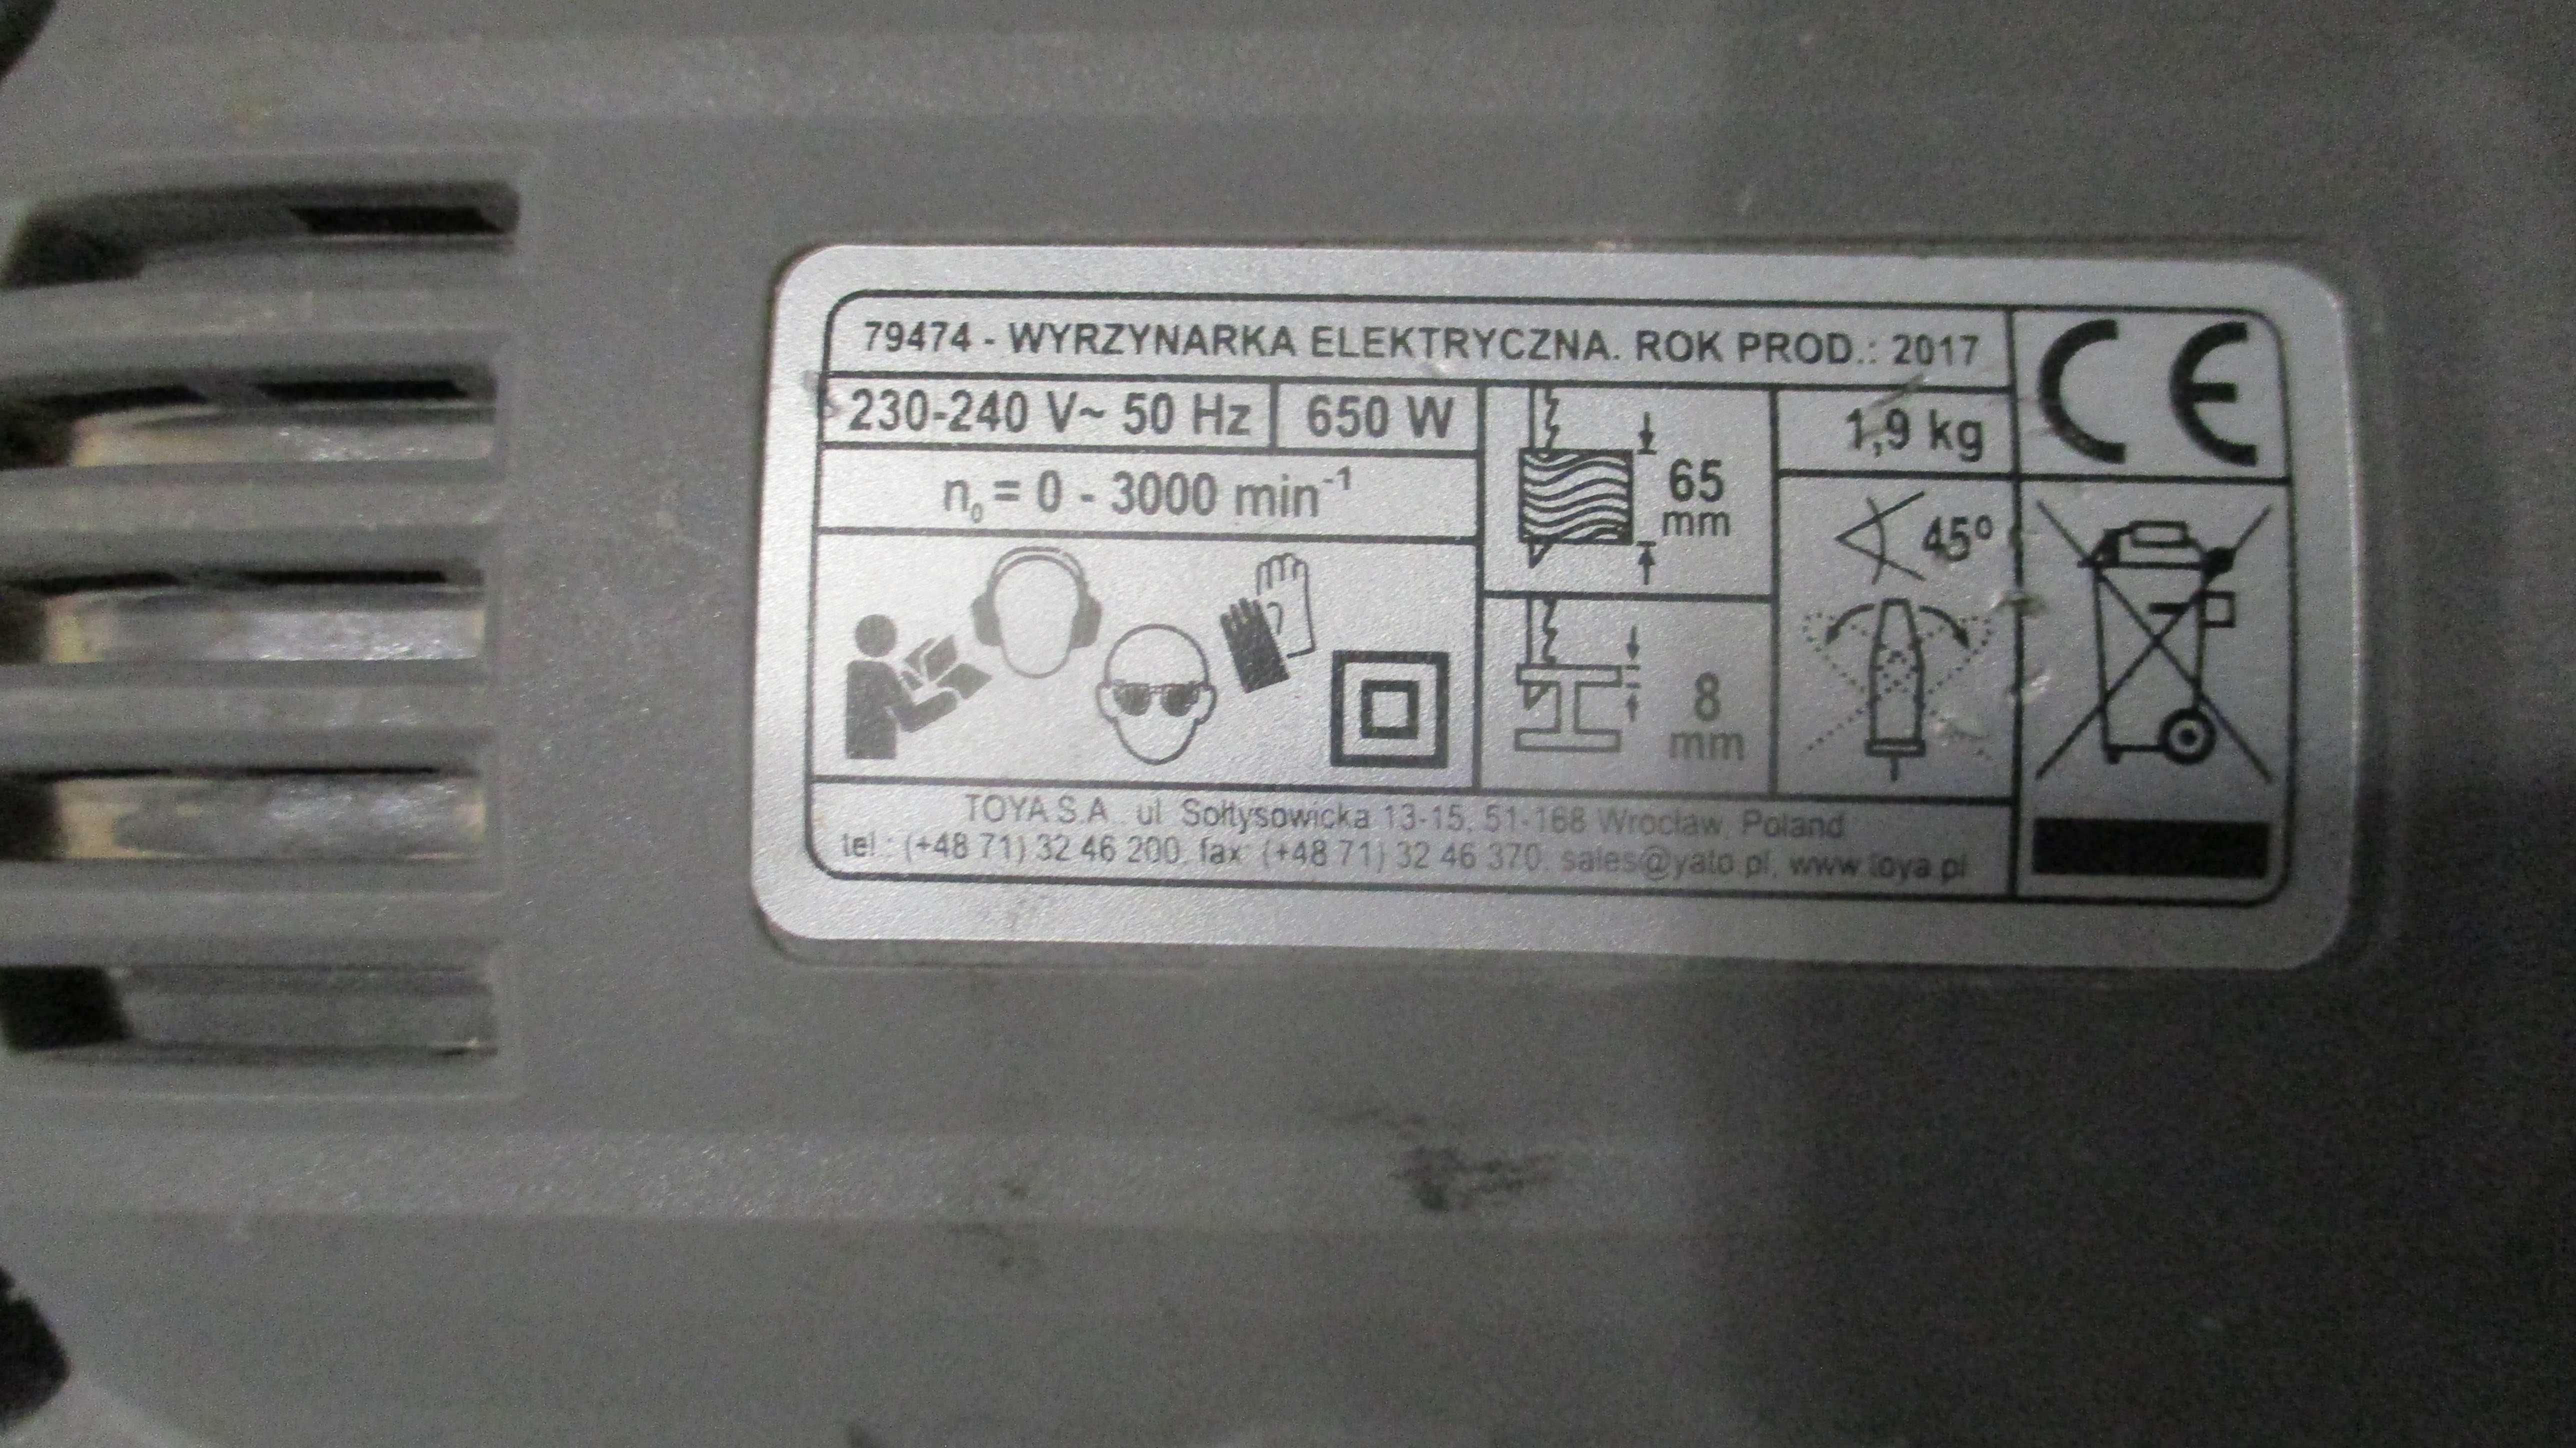 79474 - WYRZYNARKA ELEKTRYCZNA. ROK PROD.: 2017
230-240 V~ 50 Hz
650 W
n₀ = 0 - 3000 min⁻¹
65
mm
8
mm
1,9 kg
45°
CE
TOYA S.A. ul. Sołtysowicka 13-15, 51-168 Wrocław, Poland
tel.: (+48 71) 32 46 200, fax: (+48 71) 32 46 370, sales@yato.pl, www.toya.pl